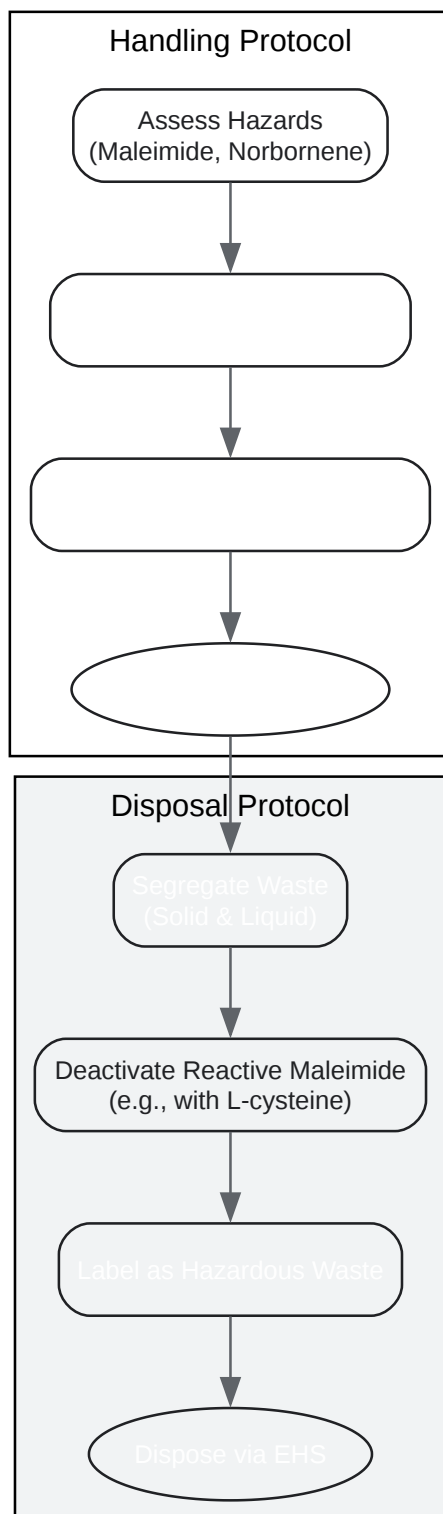 Handling Protocol
Assess Hazards
(Maleimide, Norbornene)
Disposal Protocol
Segregate Waste
(Solid & Liquid)
Deactivate Reactive Maleimide
(e.g., with L-cysteine)
Label as Hazardous Waste
Dispose via EHS